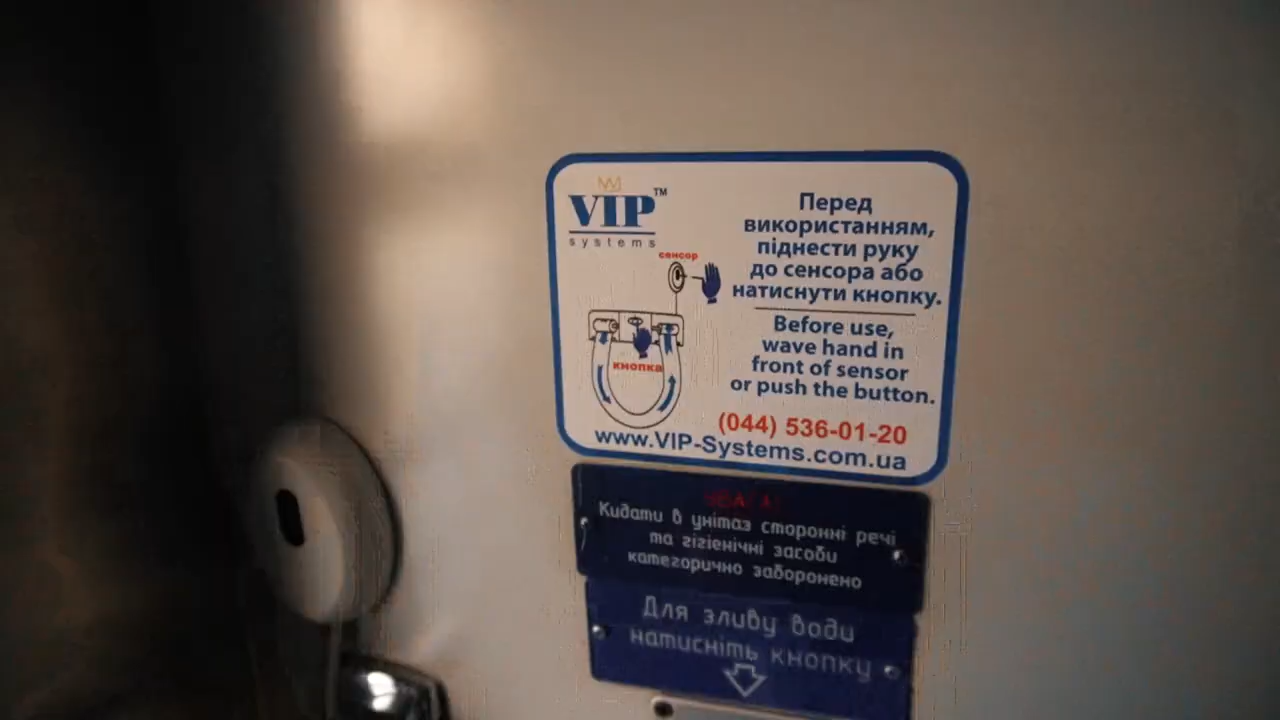 VIP™
systems
сенсор
кнопка
Перед
використанням,
піднести руку
до сенсора або
натиснути кнопку.
Before use,
wave hand in
front of sensor
or push the button.
(044) 536-01-20
www.VIP-Systems.com.ua
УВАГА!
Кидати в унітаз сторонні речі
та гігієнічні засоби
категорично заборонено
Для зливу води
натисніть кнопку